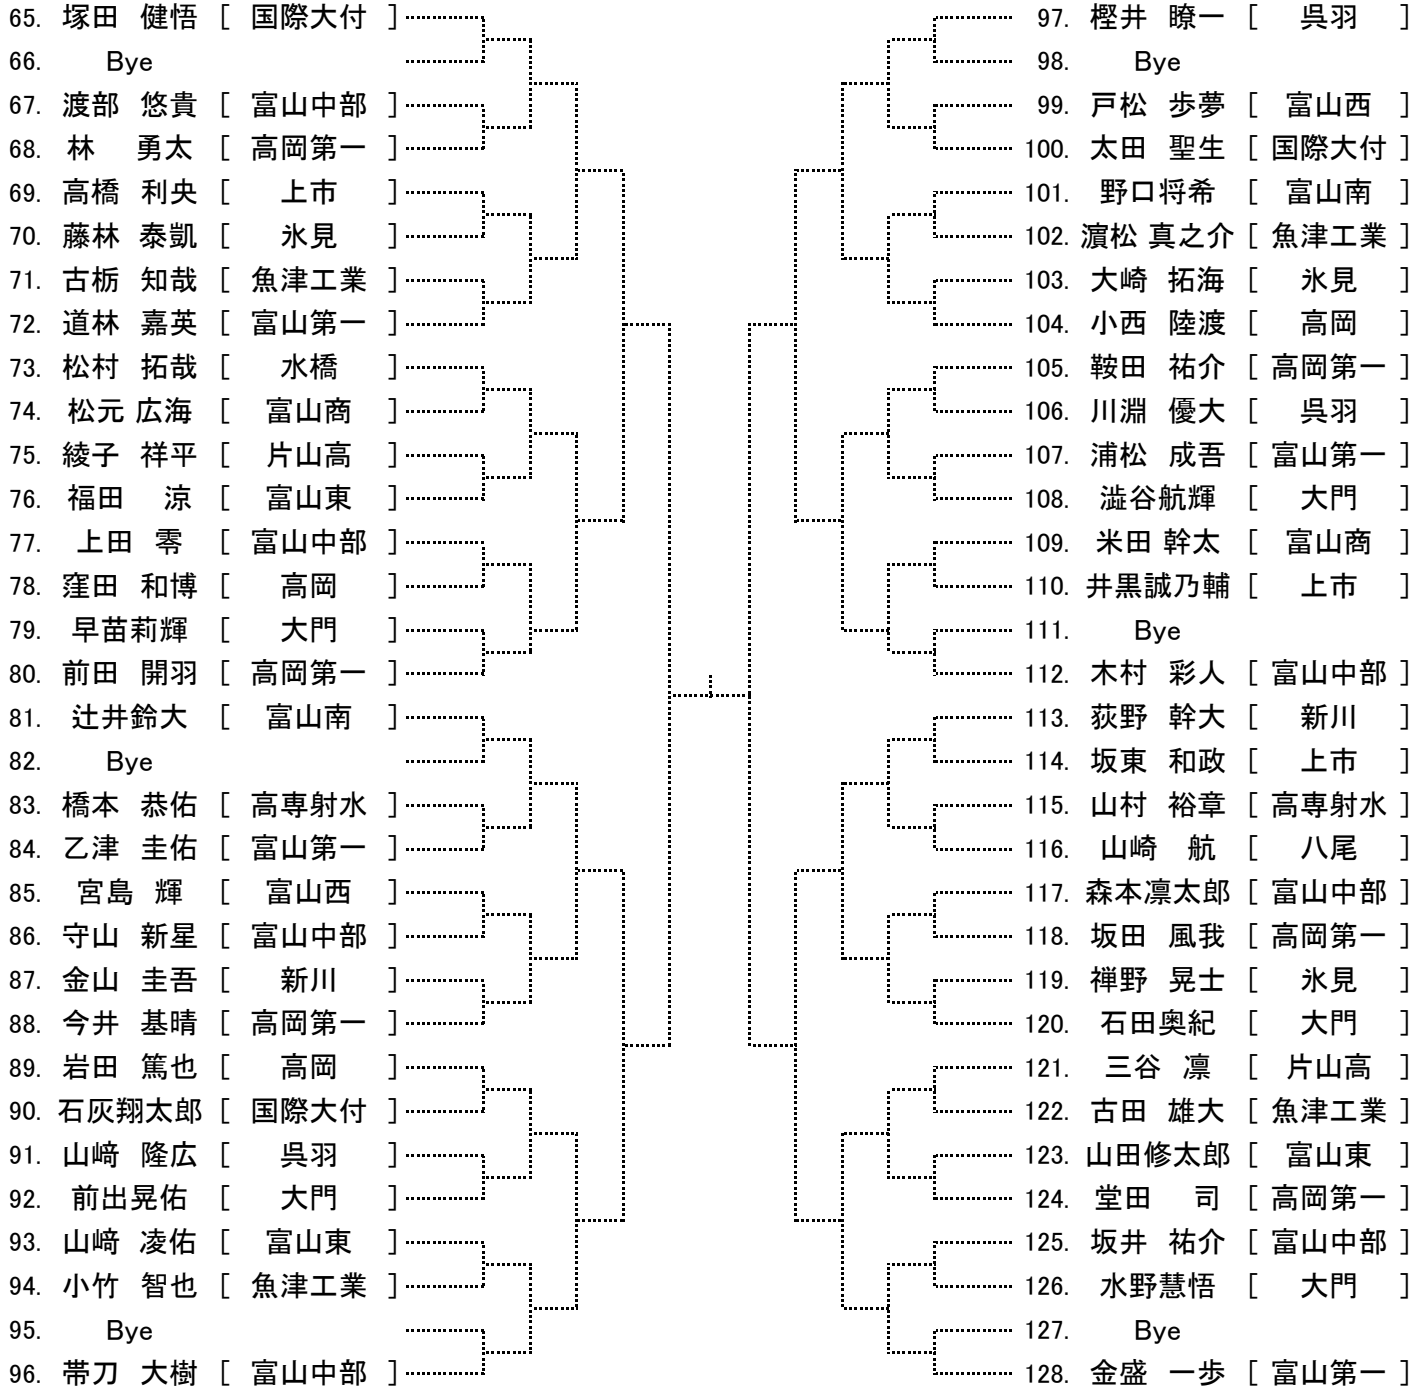 65. 塚田 健悟 [ 国際大付 ]
66. Bye
67. 渡部 悠貴 [ 富山中部 ]
68. 林 勇太 [ 高岡第一 ]
69. 高橋 利央 [ 上市 ]
70. 藤林 泰凱 [ 氷見 ]
71. 古栃 知哉 [ 魚津工業 ]
72. 道林 嘉英 [ 富山第一 ]
73. 松村 拓哉 [ 水橋 ]
74. 松元 広海 [ 富山商 ]
75. 綾子 祥平 [ 片山高 ]
76. 福田 涼 [ 富山東 ]
77. 上田 零 [ 富山中部 ]
78. 窪田 和博 [ 高岡 ]
79. 早苗莉輝 [ 大門 ]
80. 前田 開羽 [ 高岡第一 ]
81. 辻井鈴大 [ 富山南 ]
82. Bye
83. 橋本 恭佑 [ 高専射水 ]
84. 乙津 圭佑 [ 富山第一 ]
85. 宮島 輝 [ 富山西 ]
86. 守山 新星 [ 富山中部 ]
87. 金山 圭吾 [ 新川 ]
88. 今井 基晴 [ 高岡第一 ]
89. 岩田 篤也 [ 高岡 ]
90. 石灰翔太郎 [ 国際大付 ]
91. 山﨑 隆広 [ 呉羽 ]
92. 前出晃佑 [ 大門 ]
93. 山﨑 凌佑 [ 富山東 ]
94. 小竹 智也 [ 魚津工業 ]
95. Bye
96. 帯刀 大樹 [ 富山中部 ]
97. 樫井 瞭一 [ 呉羽 ]
98. Bye
99. 戸松 歩夢 [ 富山西 ]
100. 太田 聖生 [ 国際大付 ]
101. 野口将希 [ 富山南 ]
102. 濵松 真之介 [ 魚津工業 ]
103. 大崎 拓海 [ 氷見 ]
104. 小西 陸渡 [ 高岡 ]
105. 鞍田 祐介 [ 高岡第一 ]
106. 川淵 優大 [ 呉羽 ]
107. 浦松 成吾 [ 富山第一 ]
108. 澁谷航輝 [ 大門 ]
109. 米田 幹太 [ 富山商 ]
110. 井黒誠乃輔 [ 上市 ]
111. Bye
112. 木村 彩人 [ 富山中部 ]
113. 荻野 幹大 [ 新川 ]
114. 坂東 和政 [ 上市 ]
115. 山村 裕章 [ 高専射水 ]
116. 山崎 航 [ 八尾 ]
117. 森本凛太郎 [ 富山中部 ]
118. 坂田 風我 [ 高岡第一 ]
119. 禅野 晃士 [ 氷見 ]
120. 石田奥紀 [ 大門 ]
121. 三谷 凛 [ 片山高 ]
122. 古田 雄大 [ 魚津工業 ]
123. 山田修太郎 [ 富山東 ]
124. 堂田 司 [ 高岡第一 ]
125. 坂井 祐介 [ 富山中部 ]
126. 水野慧悟 [ 大門 ]
127. Bye
128. 金盛 一歩 [ 富山第一 ]